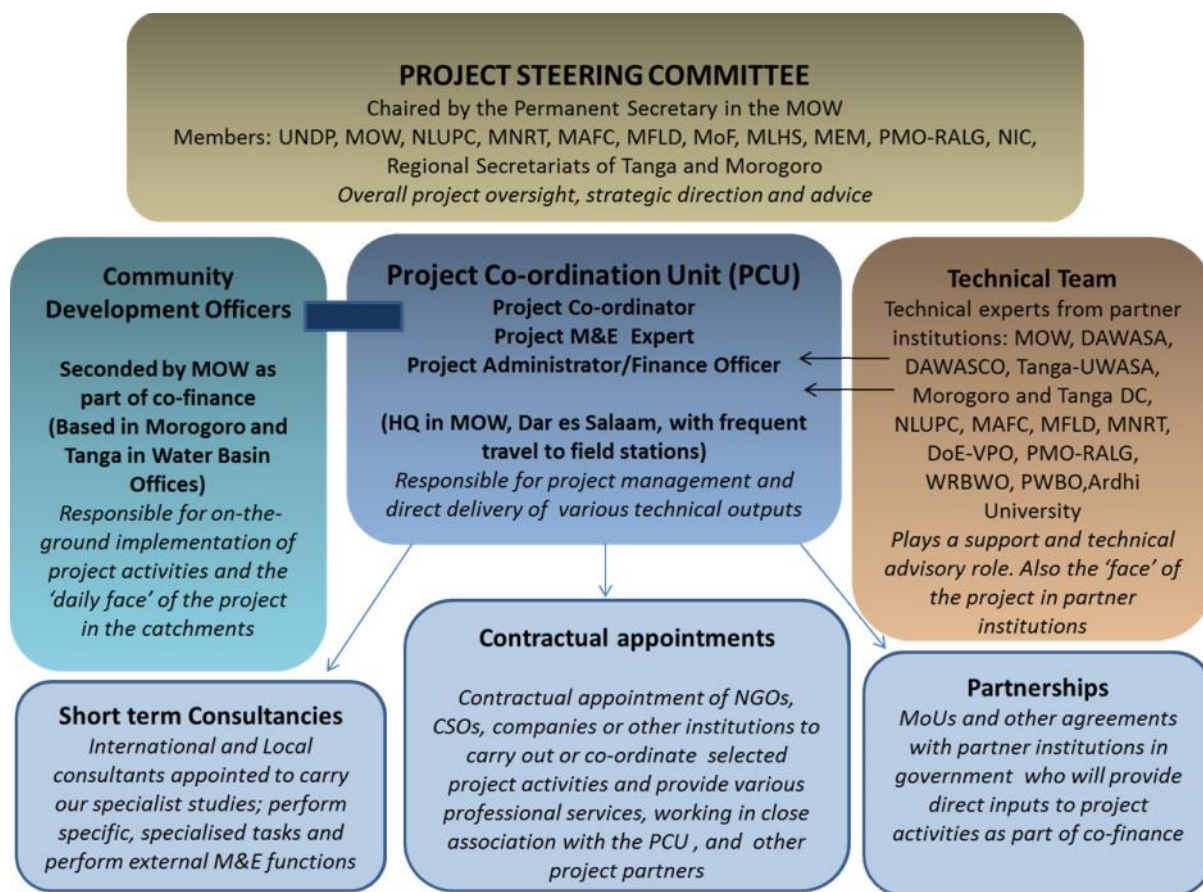 PROJECT STEERING COMMITTEE
Chaired by the Permanent Secretary in the MOW
Members: UNDP, MOW, NLUPC, MNRT, MAFC, MFLD, MoF, MLHS, MEM, PMO-RALG, NIC,
Regional Secretariats of Tanga and Morogoro
Overall project oversight, strategic direction and advice
Community
Development Officers
Seconded by MOW as
part of co-finance
(Based in Morogoro and
Tanga in Water Basin
Offices)
Responsible for on-the-
ground implementation of
project activities and the
‘daily face’ of the project
in the catchments
Project Co-ordination Unit (PCU)
Project Co-ordinator
Project M&E Expert
Project Administrator/Finance Officer
(HQ in MOW, Dar es Salaam, with frequent
travel to field stations)
Responsible for project management and
direct delivery of various technical outputs
Technical Team
Technical experts from partner
institutions: MOW, DAWASA,
DAWASCO, Tanga-UWASA,
Morogoro and Tanga DC,
NLUPC, MAFC, MFLD, MNRT,
DoE-VPO, PMO-RALG,
WRBWO, PWBO,Ardhi
University
Plays a support and technical
advisory role. Also the ‘face’ of
the project in partner
institutions
Short term Consultancies
International and Local
consultants appointed to carry
our specialist studies; perform
specific, specialised tasks and
perform external M&E functions
Contractual appointments
Contractual appointment of NGOs,
CSOs, companies or other institutions to
carry out or co-ordinate selected
project activities and provide various
professional services, working in close
association with the PCU , and other
project partners
Partnerships
MoUs and other agreements
with partner institutions in
government who will provide
direct inputs to project
activities as part of co-finance